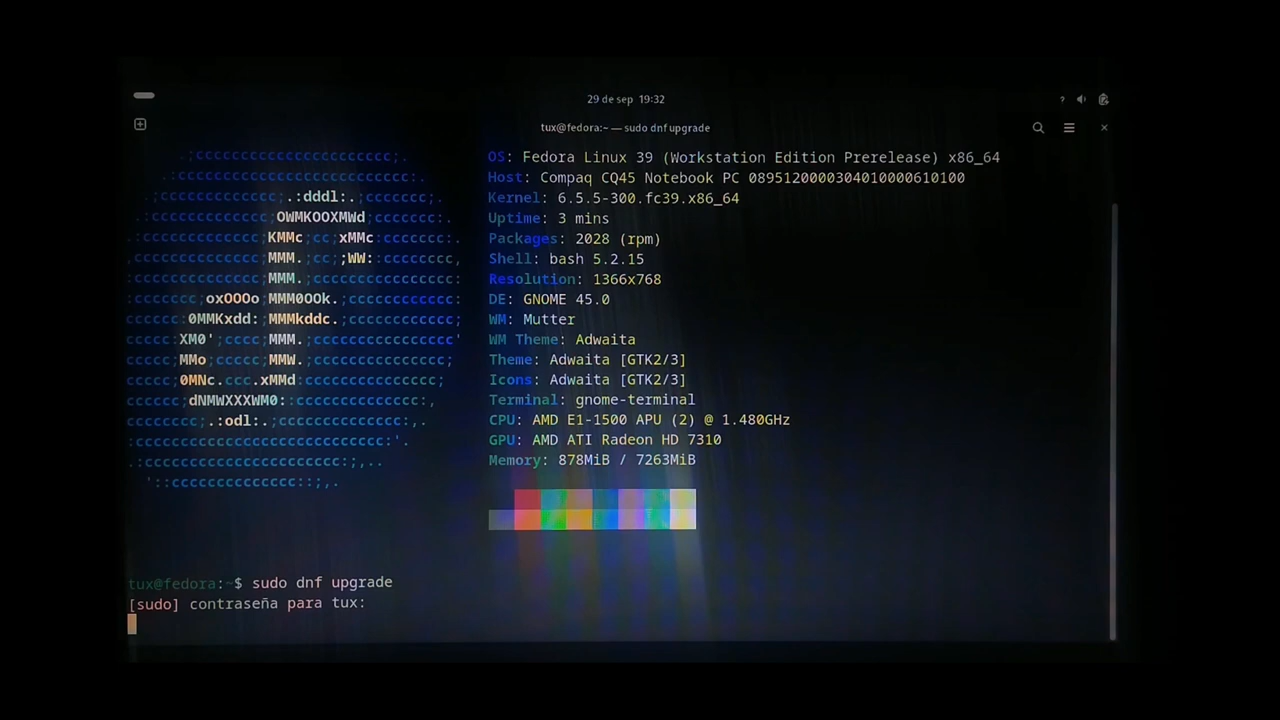 29 de sep 19:32
tux@fedora:~ — sudo dnf upgrade
OS: Fedora Linux 39 (Workstation Edition Prerelease) x86_64
Host: Compaq CQ45 Notebook PC 0895120000304010000610100
Kernel: 6.5.5-300.fc39.x86_64
Uptime: 3 mins
Packages: 2028 (rpm)
Shell: bash 5.2.15
Resolution: 1366x768
DE: GNOME 45.0
WM: Mutter
WM Theme: Adwaita
Theme: Adwaita [GTK2/3]
Icons: Adwaita [GTK2/3]
Terminal: gnome-terminal
CPU: AMD E1-1500 APU (2) @ 1.480GHz
GPU: AMD ATI Radeon HD 7310
Memory: 878MiB / 7263MiB
tux@fedora:~$ sudo dnf upgrade
[sudo] contraseña para tux: